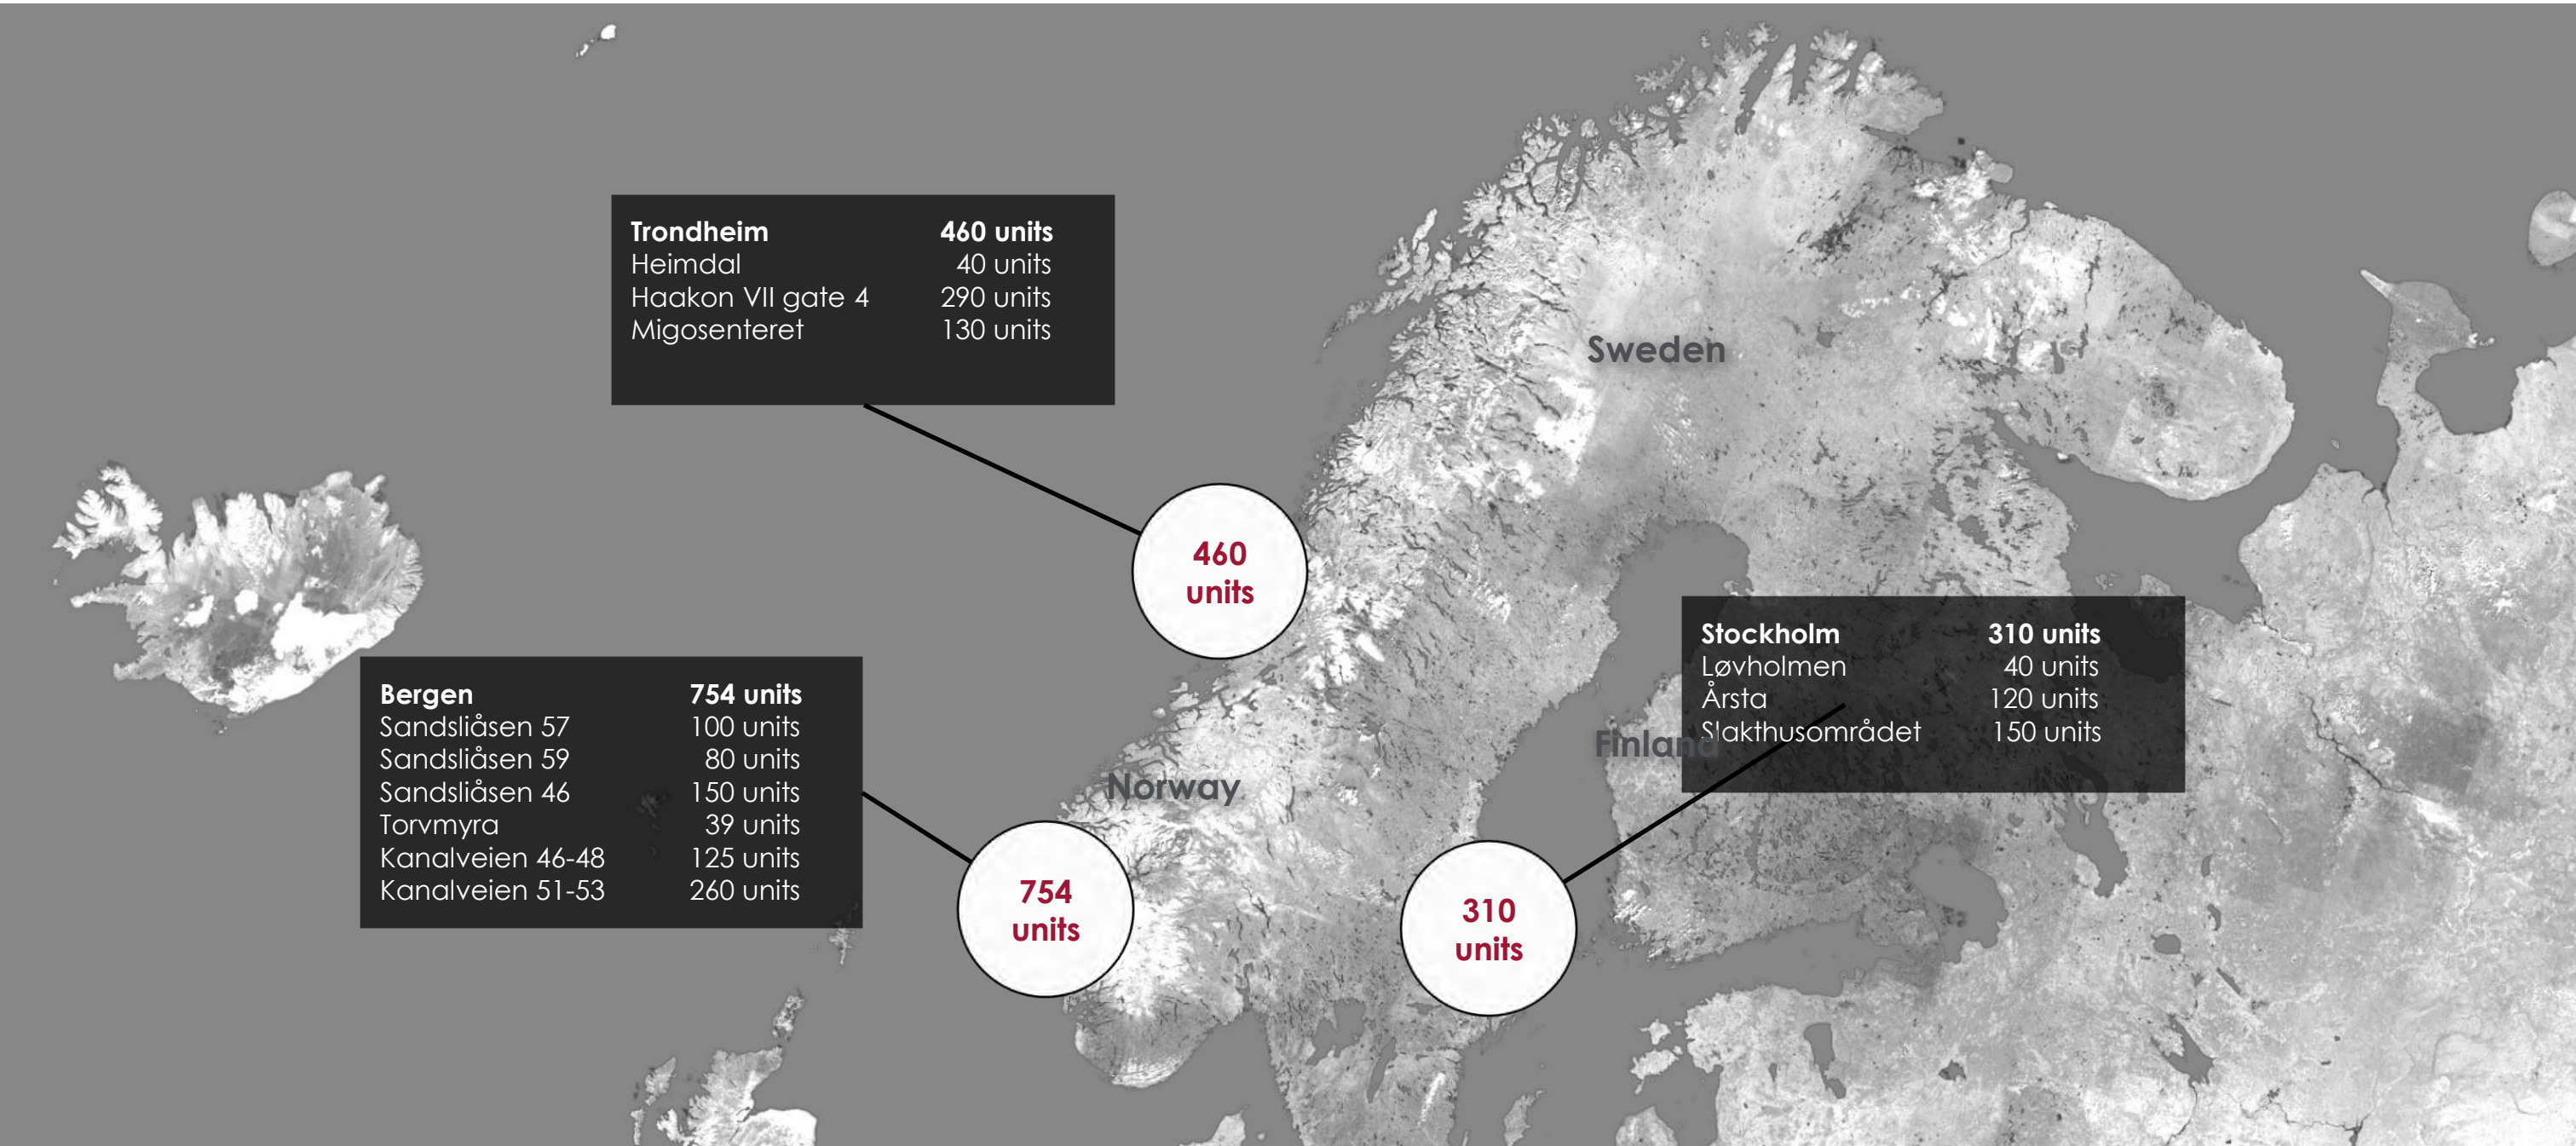 Trondheim 460 units
Heimdal 40 units
Haakon VII gate 4 290 units
Migosenteret 130 units
Sweden
460
units
Stockholm 310 units
Løvholmen 40 units
Årsta 120 units
Slakthusområdet 150 units
Finland
Bergen 754 units
Sandsliåsen 57 100 units
Sandsliåsen 59 80 units
Sandsliåsen 46 150 units
Torvmyra 39 units
Kanalveien 46-48 125 units
Kanalveien 51-53 260 units
Norway
754
units
310
units